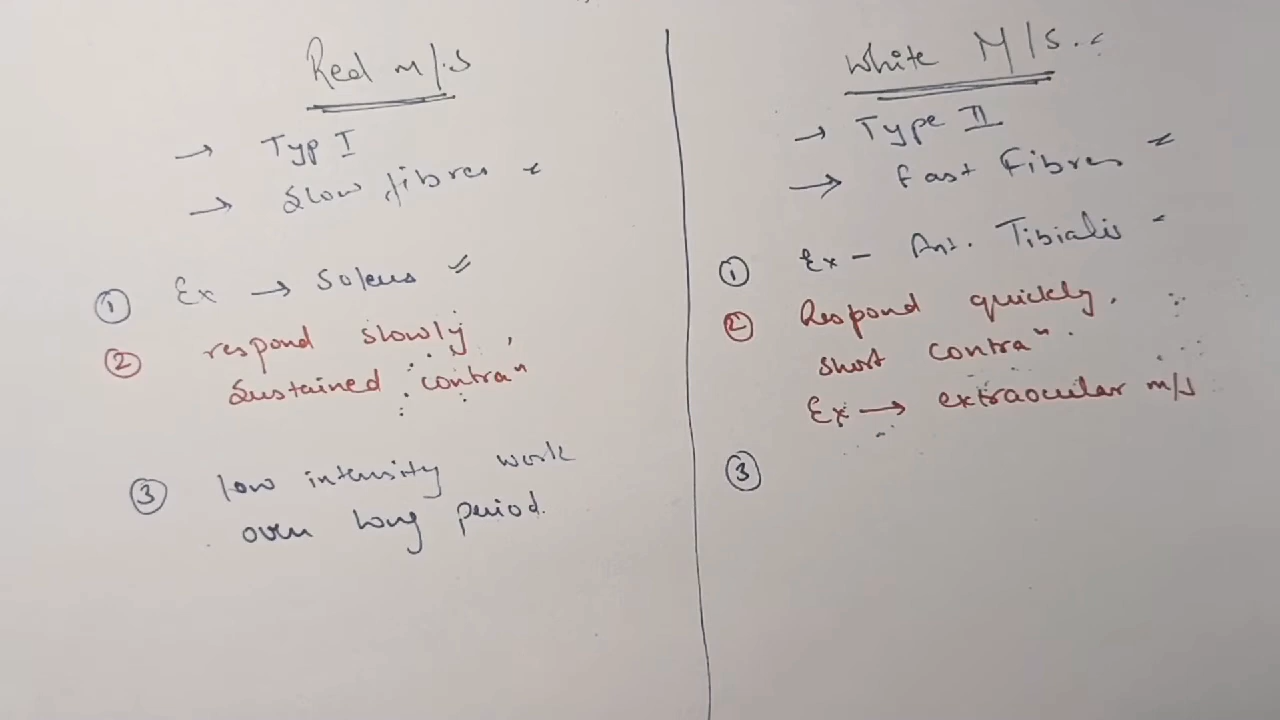 Red m/s
→ Typ I
→ Slow fibres
① Ex → Soleus
② respond slowly,
Sustained contraⁿ
③ low intensity work
over long period.
White M/S.
→ Type II
→ fast Fibres
① Ex - Ant. Tibialis
② Respond quickly,
short contraⁿ.
Ex → extraocular m/s
③